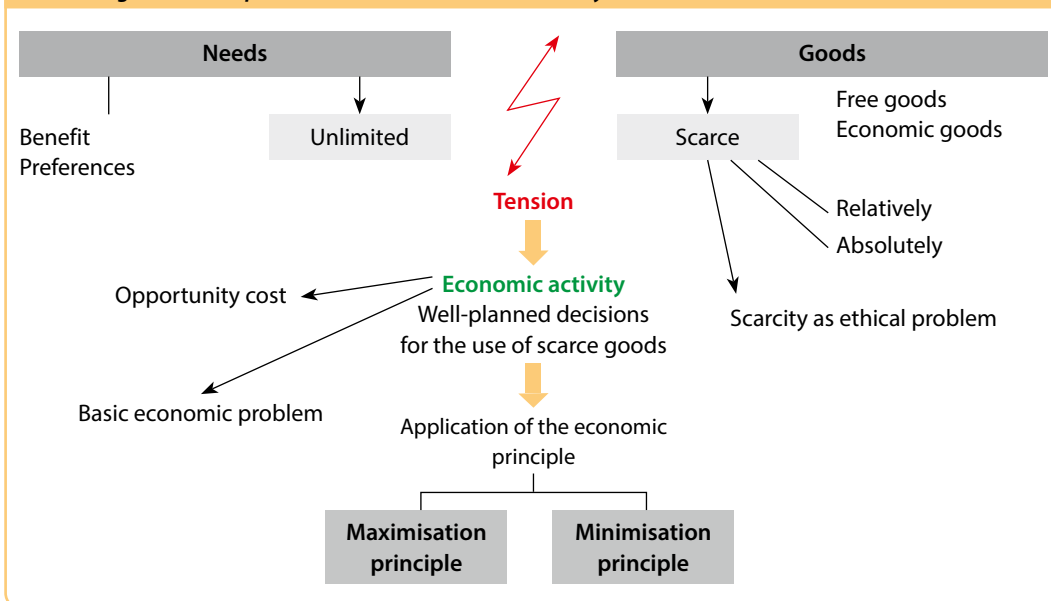 Needs
Goods
Benefit
Preferences
Unlimited
Scarce
Free goods
Economic goods
Relatively
Absolutely
Tension
Economic activity
Well-planned decisions
for the use of scarce goods
Opportunity cost
Basic economic problem
Scarcity as ethical problem
Application of the economic
principle
Maximisation
principle
Minimisation
principle